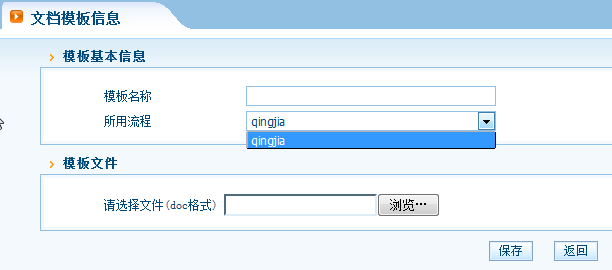 文档模板信息
模板基本信息
模板名称
所用流程 qingjia
qingjia
模板文件
请选择文件(doc格式) 浏览…
保存 返回